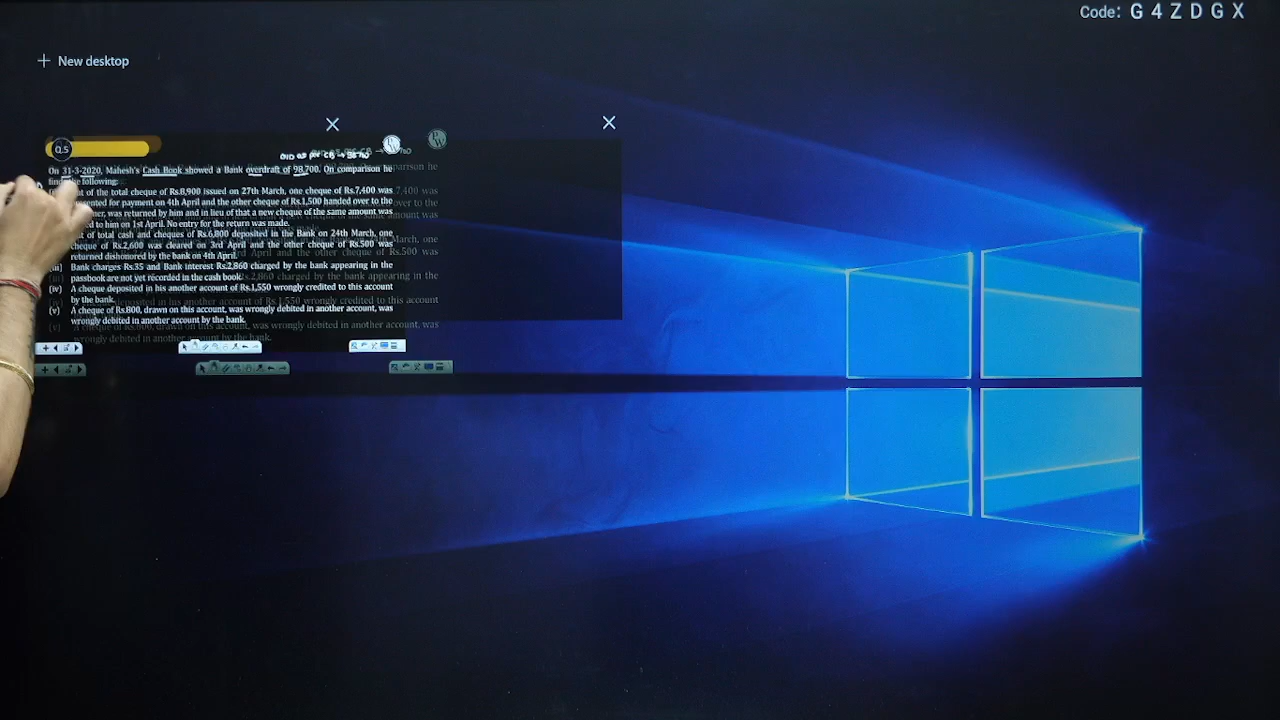 Code: G 4 Z D G X
+ New desktop
Q.5
O/D as per CB → 98700
On 31-3-2020, Mahesh's Cash Book showed a Bank overdraft of 98,700. On comparison he
finds the following:
of the total cheque of Rs.8,900 issued on 27th March, one cheque of Rs.7,400 was
presented for payment on 4th April and the other cheque of Rs.1,500 handed over to the
was returned by him and in lieu of that a new cheque of the same amount was
to him on 1st April. No entry for the return was made.
of total cash and cheques of Rs.6,800 deposited in the Bank on 24th March, one
cheque of Rs.2,600 was cleared on 3rd April and the other cheque of Rs.500 was
returned dishonored by the bank on 4th April.
(iii) Bank charges Rs.35 and Bank interest Rs.2,860 charged by the bank appearing in the
passbook are not yet recorded in the cash book.
(iv) A cheque deposited in his another account of Rs.1,550 wrongly credited to this account
by the bank.
(v) A cheque of Rs.800, drawn on this account, was wrongly debited in another account, was
wrongly debited in another account by the bank.